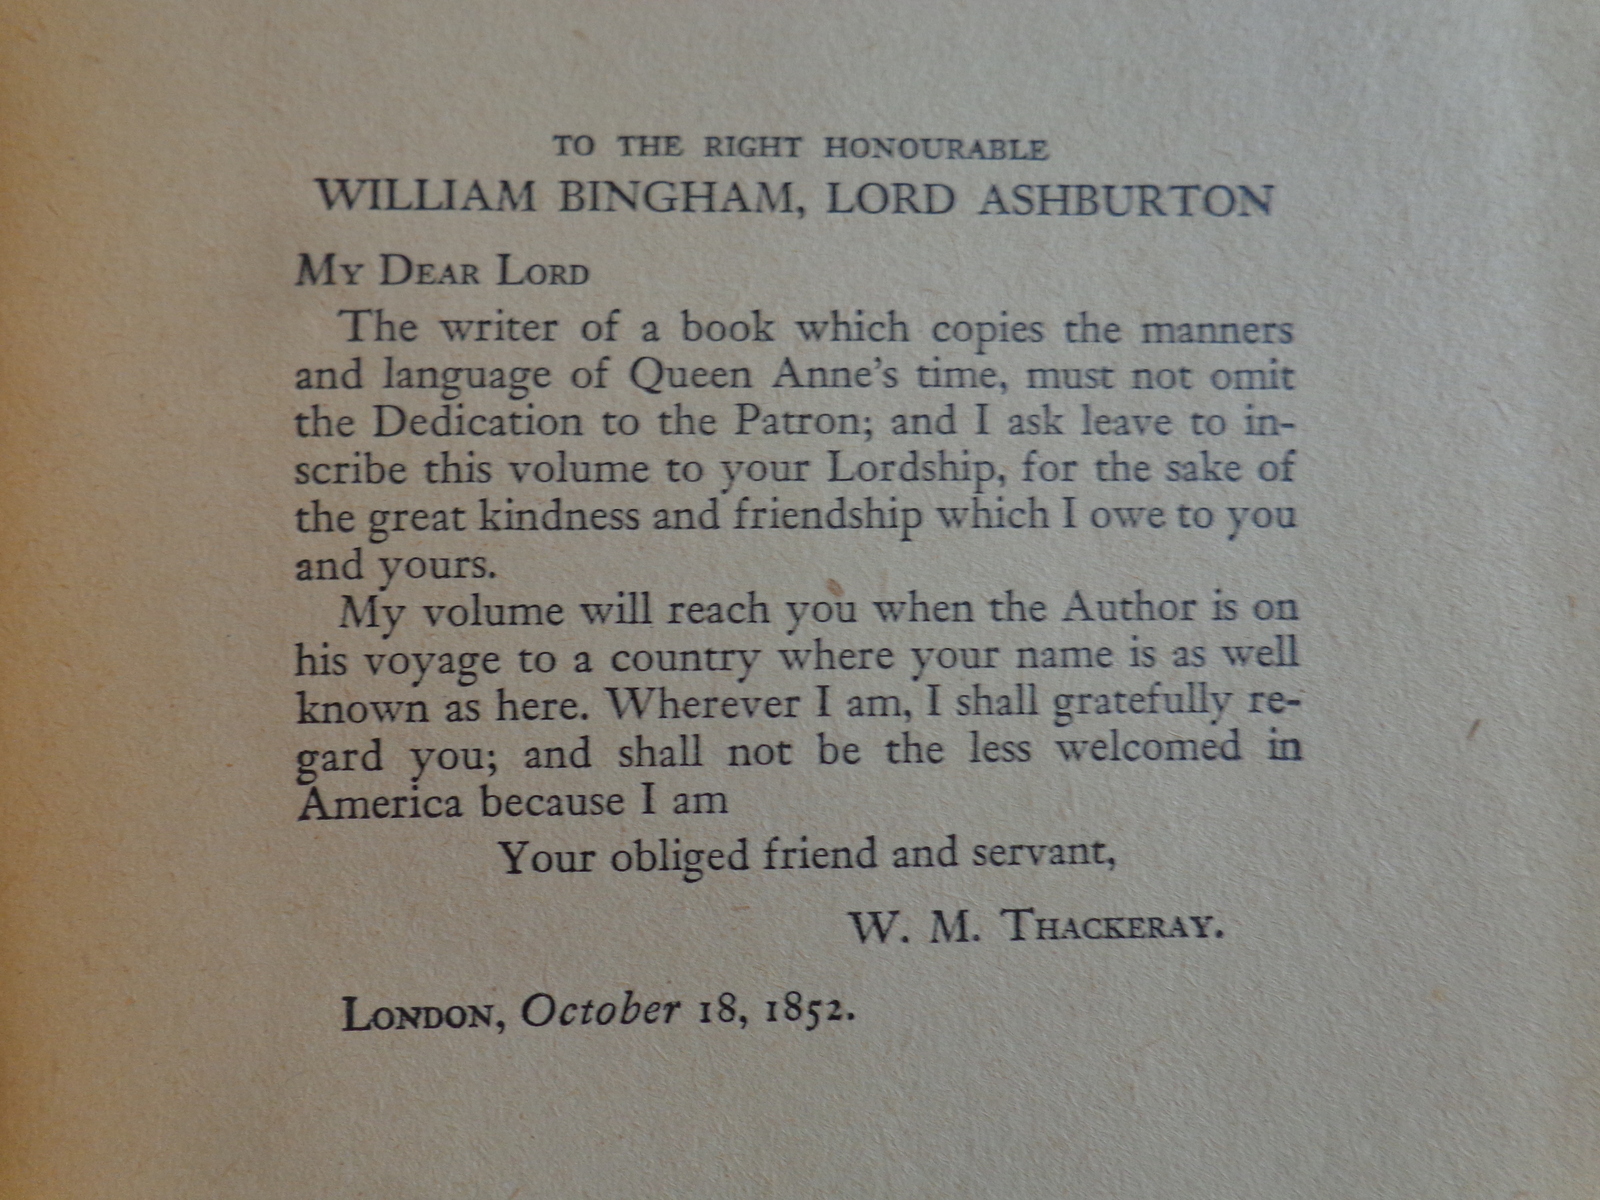 TO THE RIGHT HONOURABLE
WILLIAM BINGHAM, LORD ASHBURTON
MY DEAR LORD
The writer of a book which copies the manners
and language of Queen Anne's time, must not omit
the Dedication to the Patron; and I ask leave to in-
scribe this volume to your Lordship, for the sake of
the great kindness and friendship which I owe to you
and yours.
My volume will reach you when the Author is on
his voyage to a country where your name is as well
known as here. Wherever I am, I shall gratefully re-
gard you; and shall not be the less welcomed in
America because I am
Your obliged friend and servant,
W. M. THACKERAY.
LONDON, October 18, 1852.